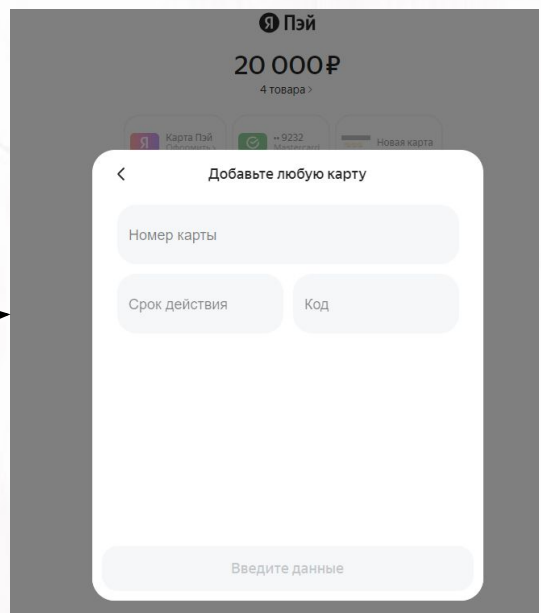 Я Пэй
20 000 ₽
4 товара >
Карта Пэй
Оформить >
Я
•• 9232
Mastercard
Новая карта
Добавьте любую карту
Номер карты
Срок действия
Код
Введите данные